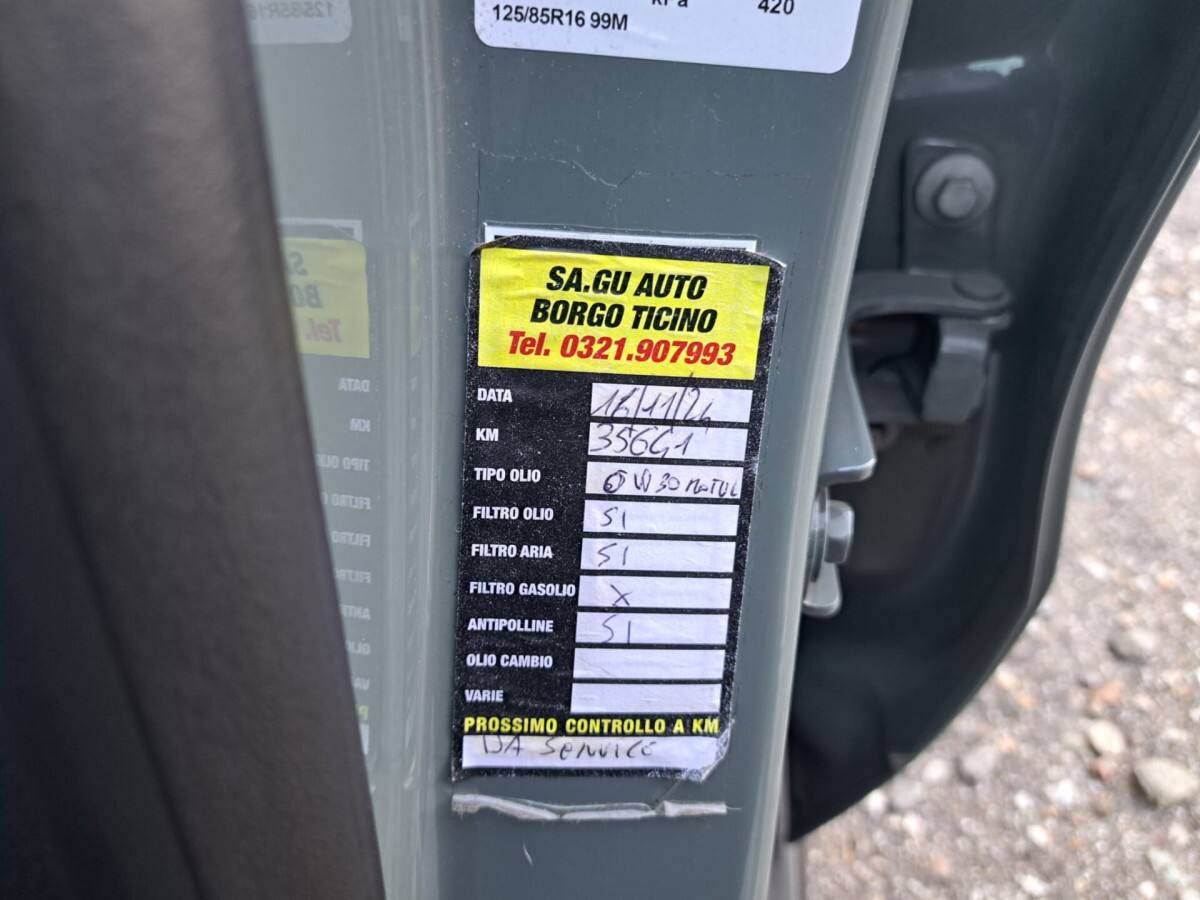 kPa 420
125/85R16 99M
SA.GU AUTO
BORGO TICINO
Tel. 0321.907993
DATA 16/11/24
KM 35641
TIPO OLIO 0W30 MOTUL
FILTRO OLIO SI
FILTRO ARIA SI
FILTRO GASOLIO X
ANTIPOLLINE SI
OLIO CAMBIO
VARIE
PROSSIMO CONTROLLO A KM
DA SERVICE